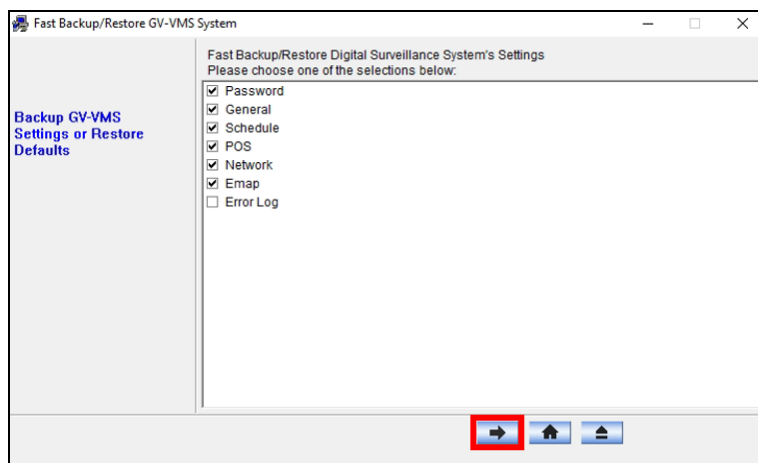 Fast Backup/Restore GV-VMS System
Fast Backup/Restore Digital Surveillance System's Settings
Please choose one of the selections below:
Backup GV-VMS
Settings or Restore
Defaults
Password
General
Schedule
POS
Network
Emap
Error Log